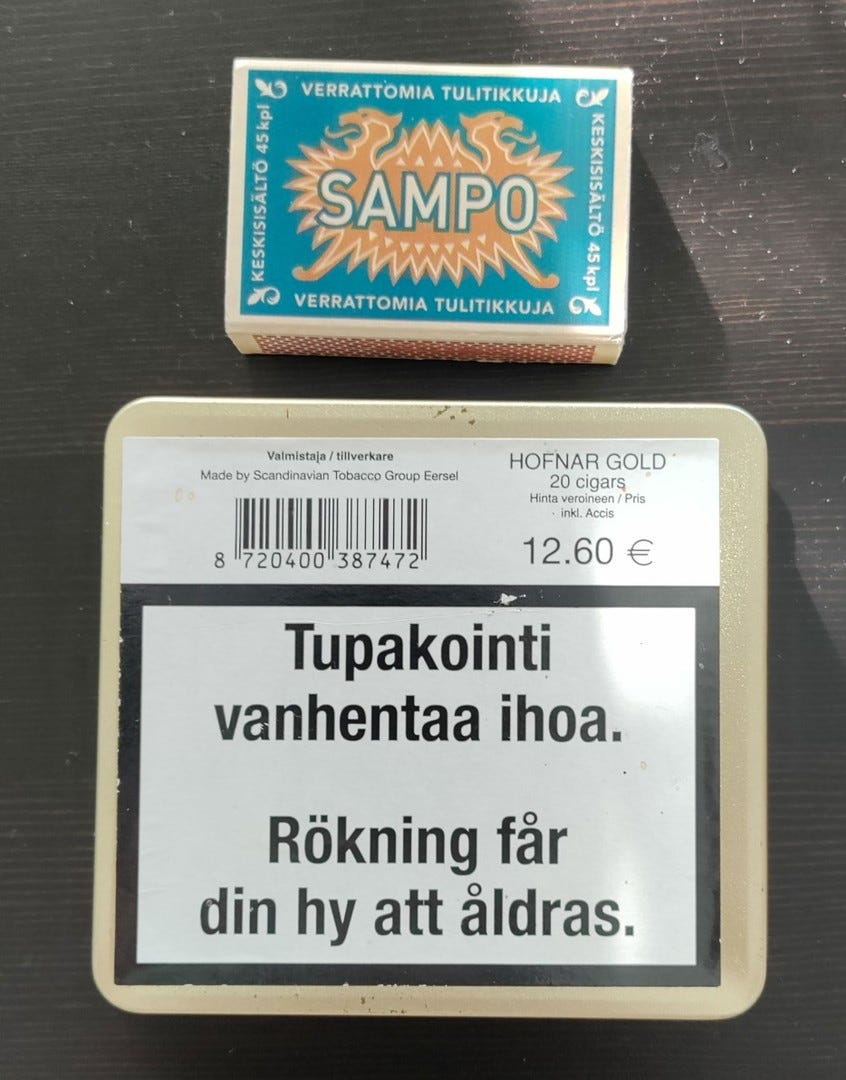 VERRATTOMIA TULITIKKUJA
KESKISISÄLTÖ 45 kpl
SAMPO
KESKISISÄLTÖ 45 kpl
VERRATTOMIA TULITIKKUJA
Valmistaja / tillverkare
Made by Scandinavian Tobacco Group Eersel
8 720400 387472
HOFNAR GOLD
20 cigars
Hinta veroineen / Pris
inkl. Accis
12.60 €
Tupakointi
vanhentaa ihoa.
Rökning får
din hy att åldras.